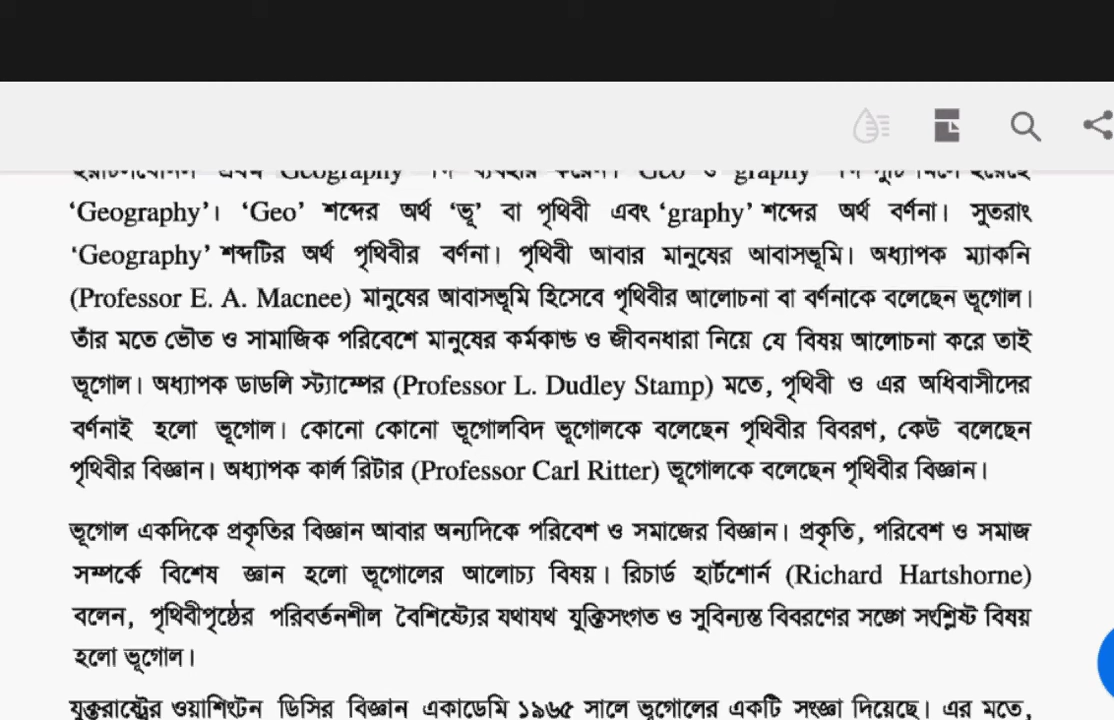 ‘Geography’। ‘Geo’ শব্দের অর্থ ‘ভূ’ বা পৃথিবী এবং ‘graphy’ শব্দের অর্থ বর্ণনা। সুতরাং
‘Geography’ শব্দটির অর্থ পৃথিবীর বর্ণনা। পৃথিবী আবার মানুষের আবাসভূমি। অধ্যাপক ম্যাকনি
(Professor E. A. Macnee) মানুষের আবাসভূমি হিসেবে পৃথিবীর আলোচনা বা বর্ণনাকে বলেছেন ভূগোল।
তাঁর মতে ভৌত ও সামাজিক পরিবেশে মানুষের কর্মকান্ড ও জীবনধারা নিয়ে যে বিষয় আলোচনা করে তাই
ভূগোল। অধ্যাপক ডাডলি স্ট্যাম্পের (Professor L. Dudley Stamp) মতে, পৃথিবী ও এর অধিবাসীদের
বর্ণনাই হলো ভূগোল। কোনো কোনো ভূগোলবিদ ভূগোলকে বলেছেন পৃথিবীর বিবরণ, কেউ বলেছেন
পৃথিবীর বিজ্ঞান। অধ্যাপক কার্ল রিটার (Professor Carl Ritter) ভূগোলকে বলেছেন পৃথিবীর বিজ্ঞান।
ভূগোল একদিকে প্রকৃতির বিজ্ঞান আবার অন্যদিকে পরিবেশ ও সমাজের বিজ্ঞান। প্রকৃতি, পরিবেশ ও সমাজ
সম্পর্কে বিশেষ জ্ঞান হলো ভূগোলের আলোচ্য বিষয়। রিচার্ড হার্টশোর্ন (Richard Hartshorne)
বলেন, পৃথিবীপৃষ্ঠের পরিবর্তনশীল বৈশিষ্ট্যের যথাযথ যুক্তিসংগত ও সুবিন্যস্ত বিবরণের সঙ্গে সংশ্লিষ্ট বিষয়
হলো ভূগোল।
যুক্তরাষ্ট্রের ওয়াশিংটন ডিসির বিজ্ঞান একাডেমি ১৯৬৫ সালে ভূগোলের একটি সংজ্ঞা দিয়েছে। এর মতে,